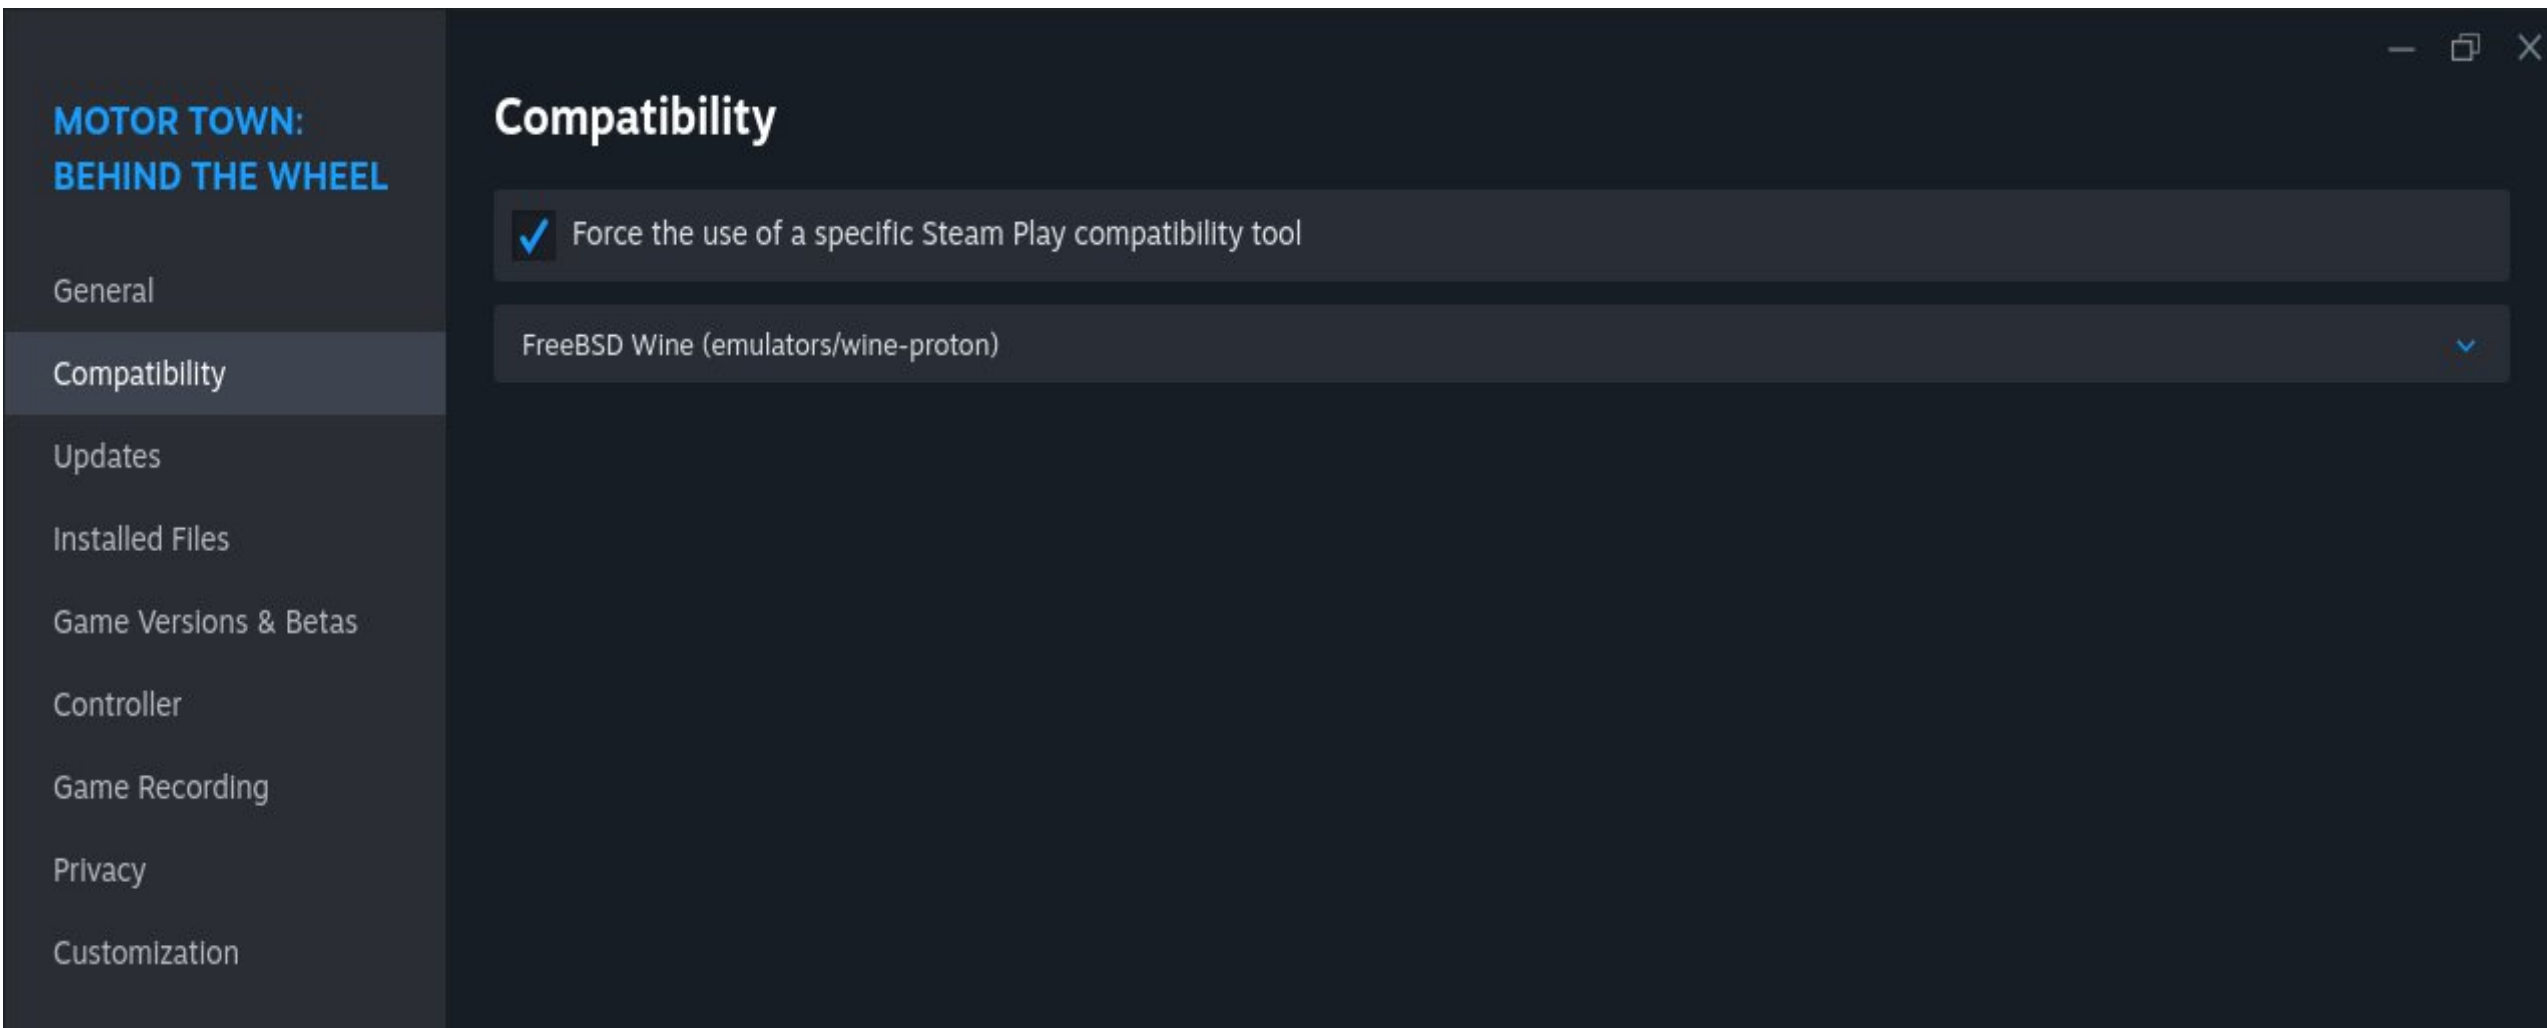 MOTOR TOWN:
BEHIND THE WHEEL
General
Compatibility
Updates
Installed Files
Game Versions & Betas
Controller
Game Recording
Privacy
Customization
Compatibility
Force the use of a specific Steam Play compatibility tool
FreeBSD Wine (emulators/wine-proton)